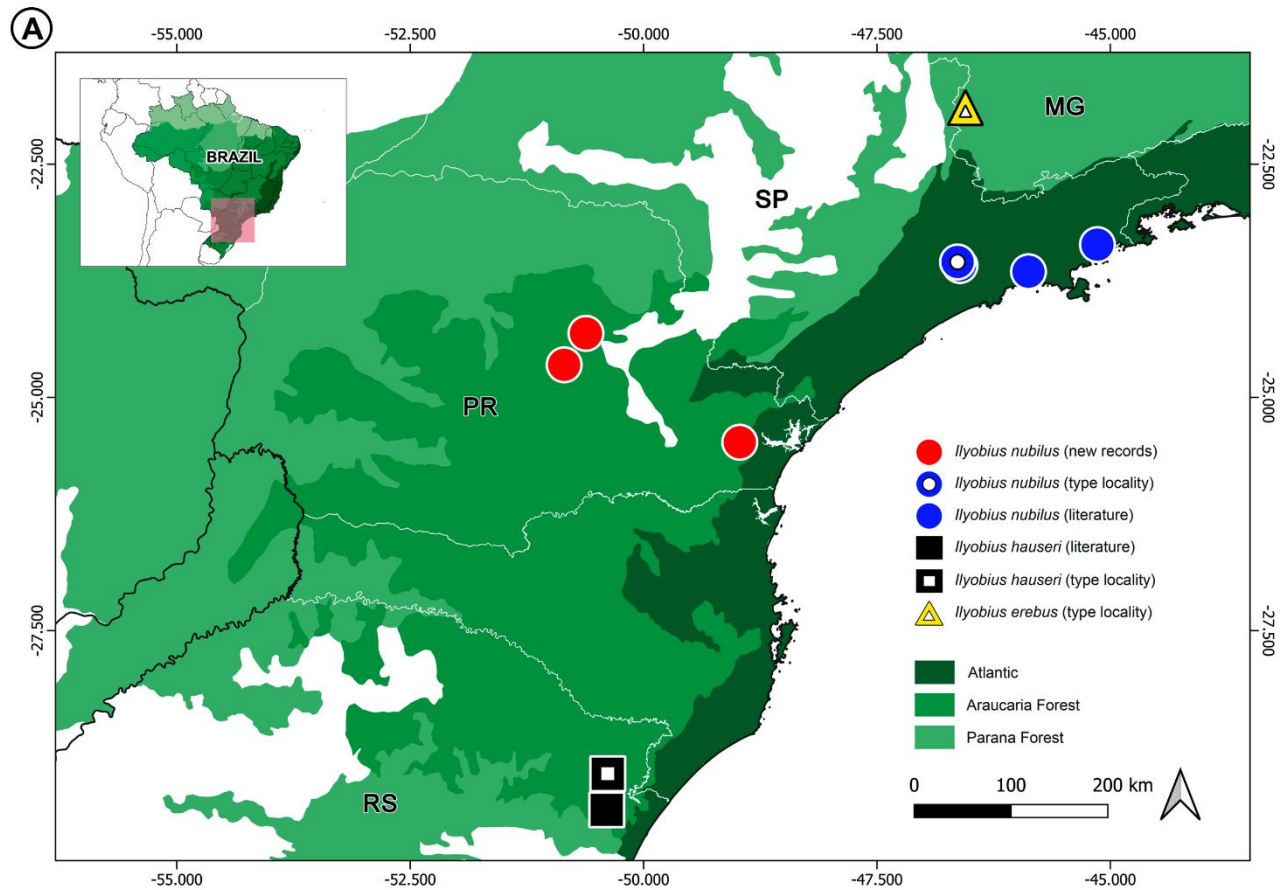 A
-55.000 -52.500 -50.000 -47.500 -45.000
BRAZIL
MG
-22.500 -22.500
SP
-25.000 -25.000
PR
Ilyobius nubilus (new records)
Ilyobius nubilus (type locality)
Ilyobius nubilus (literature)
Ilyobius hauseri (literature)
Ilyobius hauseri (type locality)
Ilyobius erebus (type locality)
-27.500 -27.500
Atlantic
Araucaria Forest
Parana Forest
0 100 200 km
RS
-55.000 -52.500 -50.000 -47.500 -45.000